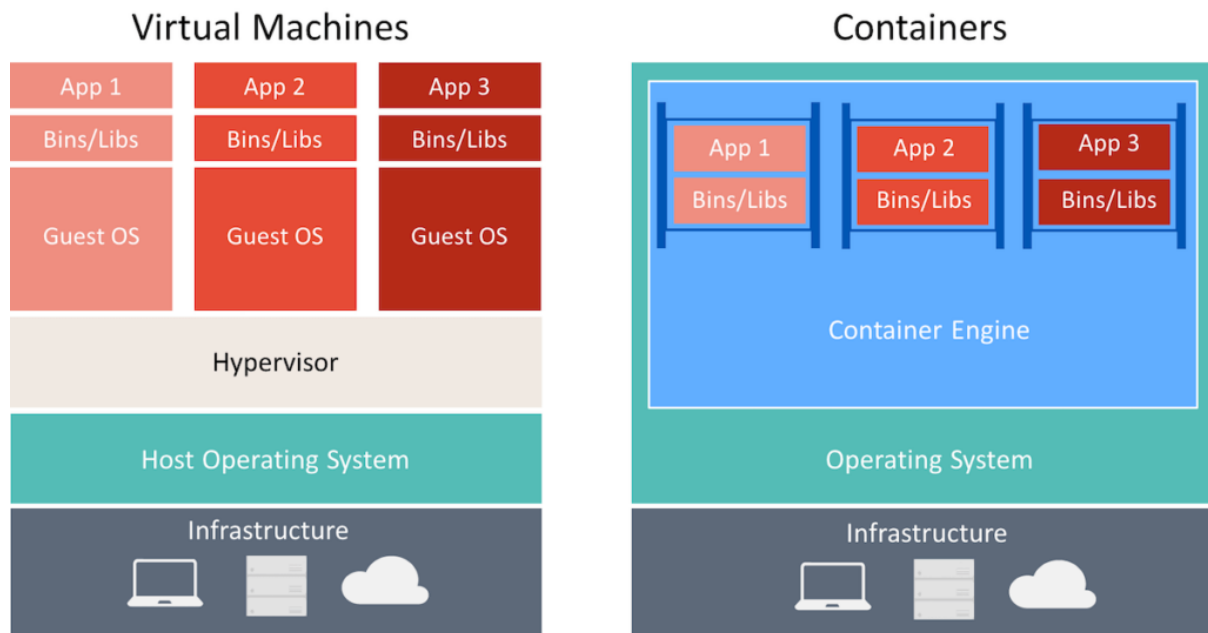 Virtual Machines
App 1
App 2
App 3
Bins/Libs
Bins/Libs
Bins/Libs
Guest OS
Guest OS
Guest OS
Hypervisor
Host Operating System
Infrastructure
Containers
App 1
App 2
App 3
Bins/Libs
Bins/Libs
Bins/Libs
Container Engine
Operating System
Infrastructure